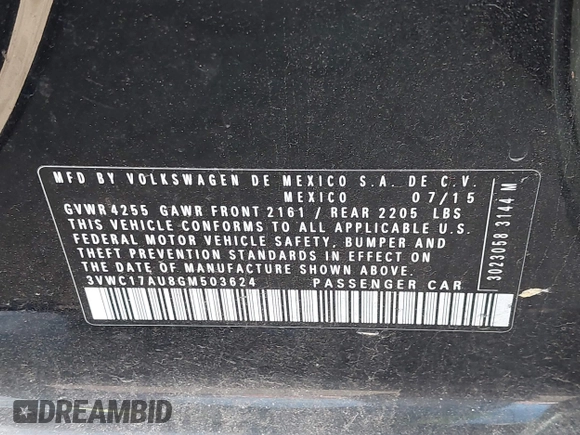 MFD BY VOLKSWAGEN DE MEXICO S.A. DE C.V.
MEXICO 07/15
GVWR 4255 GAWR FRONT 2161 / REAR 2205 LBS
THIS VEHICLE CONFORMS TO ALL APPLICABLE U.S.
FEDERAL MOTOR VEHICLE SAFETY, BUMPER AND
THEFT PREVENTION STANDARDS IN EFFECT ON
THE DATE OF MANUFACTURE SHOWN ABOVE.
3VWC17AU8GM503624 PASSENGER CAR
3023058 3144 M
DREAMBID